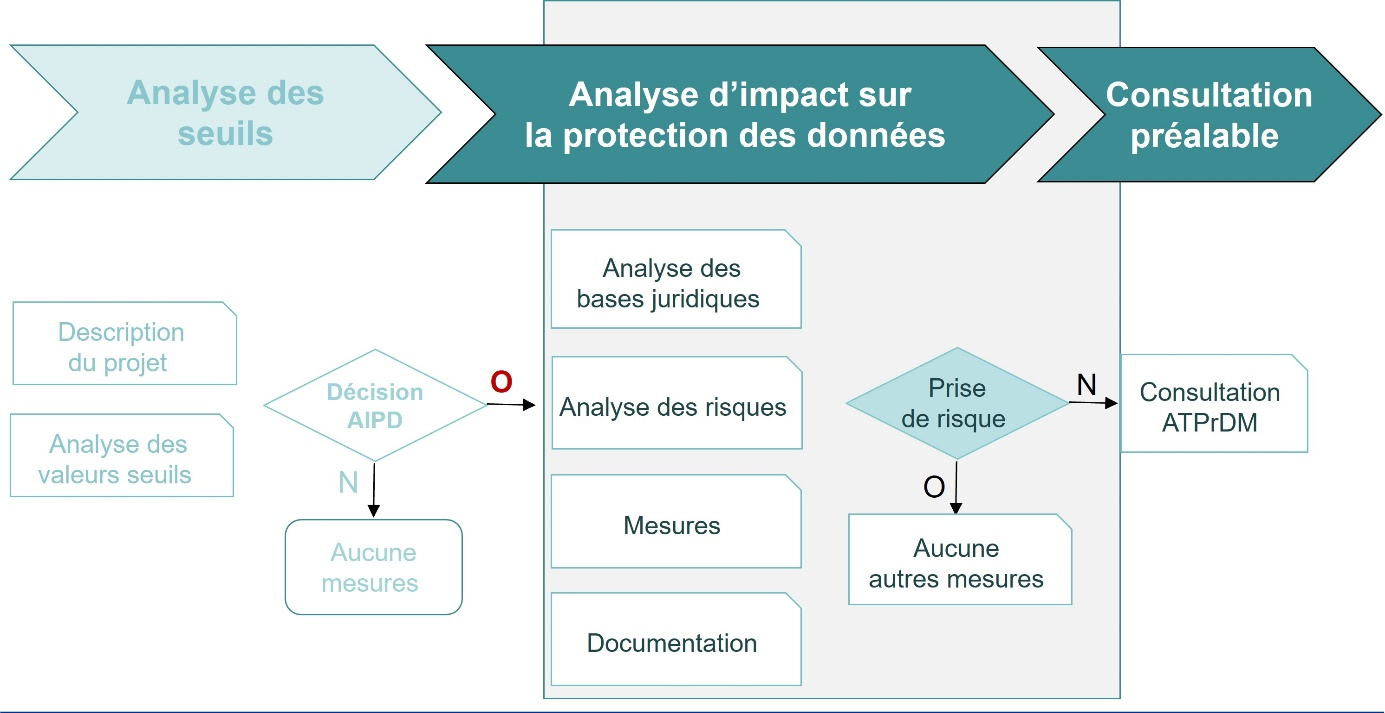 Analyse des
seuils
Analyse d’impact sur
la protection des données
Consultation
préalable
Description
du projet
Analyse des
valeurs seuils
Décision
AIPD
O
N
Aucune
mesures
Analyse des
bases juridiques
Analyse des risques
Mesures
Documentation
Prise
de risque
N
O
Aucune
autres mesures
Consultation
ATPrDM